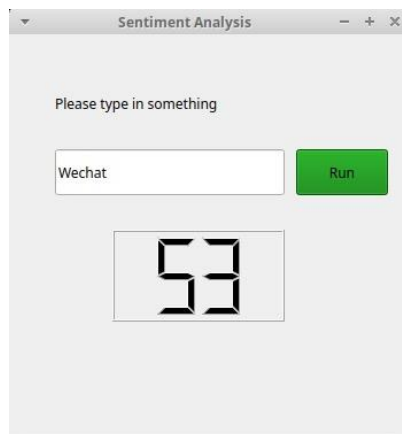 Sentiment Analysis
Please type in something
Wechat
Run
53